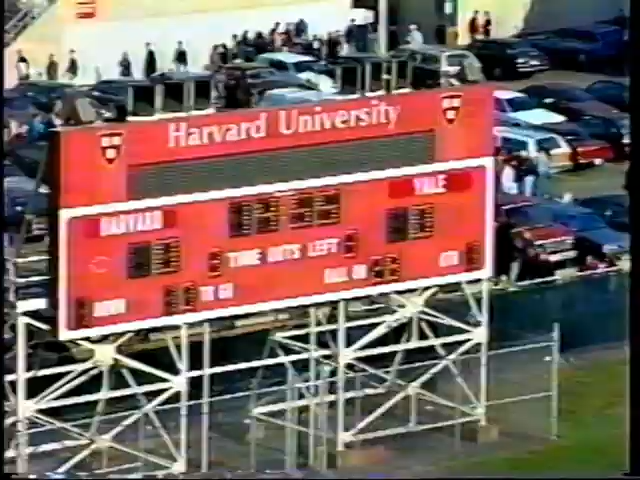 Harvard University
HARVARD
YALE
TIME OUTS LEFT
DOWN
TO GO
BALL ON
QTR